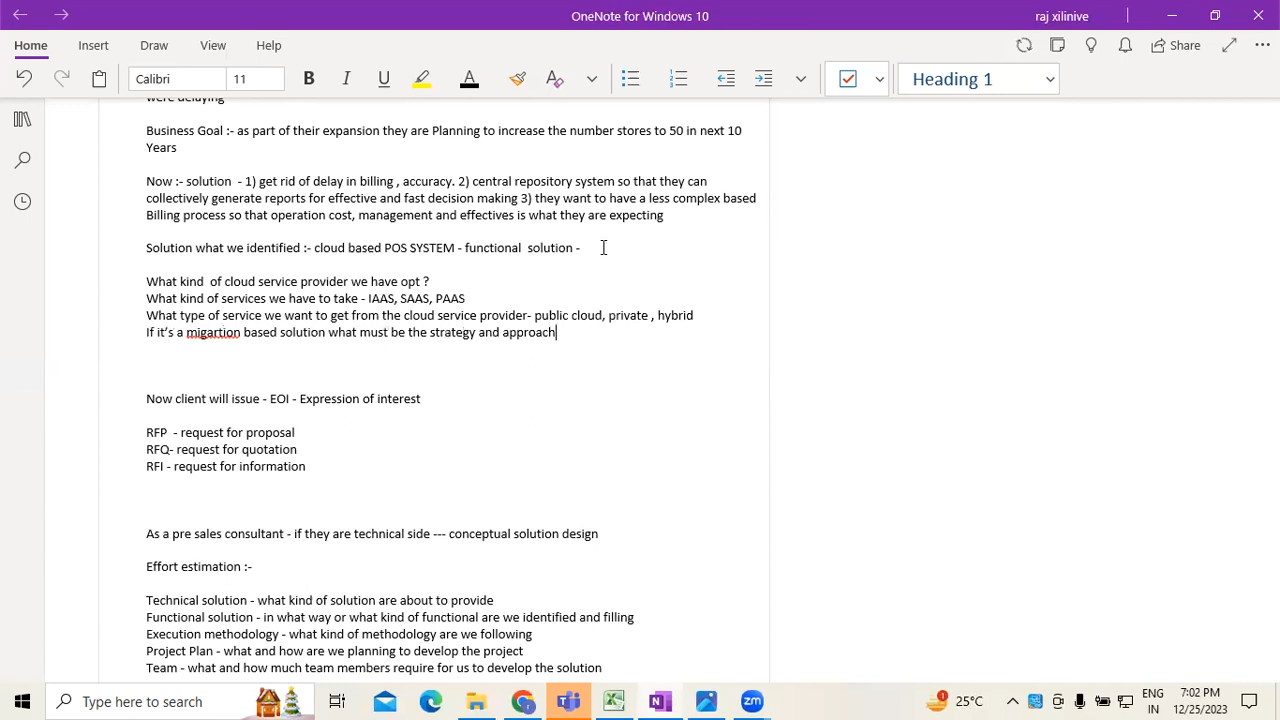 OneNote for Windows 10
raj xilinive
Home
Insert
Draw
View
Help
Share
Calibri
11
B
I
U
A
A
Heading 1
were delaying
Business Goal :- as part of their expansion they are Planning to increase the number stores to 50 in next 10
Years
Now :- solution - 1) get rid of delay in billing , accuracy. 2) central repository system so that they can
collectively generate reports for effective and fast decision making 3) they want to have a less complex based
Billing process so that operation cost, management and effectives is what they are expecting
Solution what we identified :- cloud based POS SYSTEM - functional solution -
What kind of cloud service provider we have opt ?
What kind of services we have to take - IAAS, SAAS, PAAS
What type of service we want to get from the cloud service provider- public cloud, private , hybrid
If it's a migartion based solution what must be the strategy and approach
Now client will issue - EOI - Expression of interest
RFP - request for proposal
RFQ- request for quotation
RFI - request for information
As a pre sales consultant - if they are technical side --- conceptual solution design
Effort estimation :-
Technical solution - what kind of solution are about to provide
Functional solution - in what way or what kind of functional are we identified and filling
Execution methodology - what kind of methodology are we following
Project Plan - what and how are we planning to develop the project
Team - what and how much team members require for us to develop the solution
Type here to search
1
25°C
ENG
IN
7:02 PM
12/25/2023